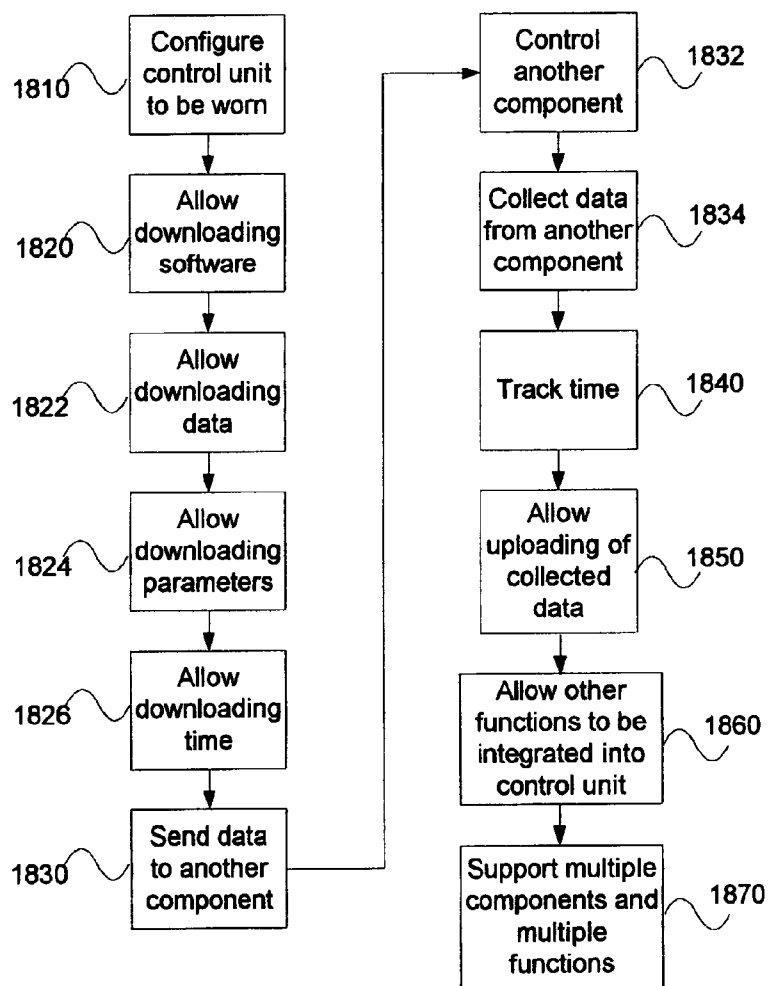 1810
Configure
control unit
to be worn
1820
Allow
downloading
software
1822
Allow
downloading
data
1824
Allow
downloading
parameters
1826
Allow
downloading
time
1830
Send data
to another
component
Control
another
component
1832
Collect data
from another
component
1834
Track time
1840
Allow
uploading of
collected
data
1850
Allow other
functions to be
integrated into
control unit
1860
Support multiple
components and
multiple
functions
1870